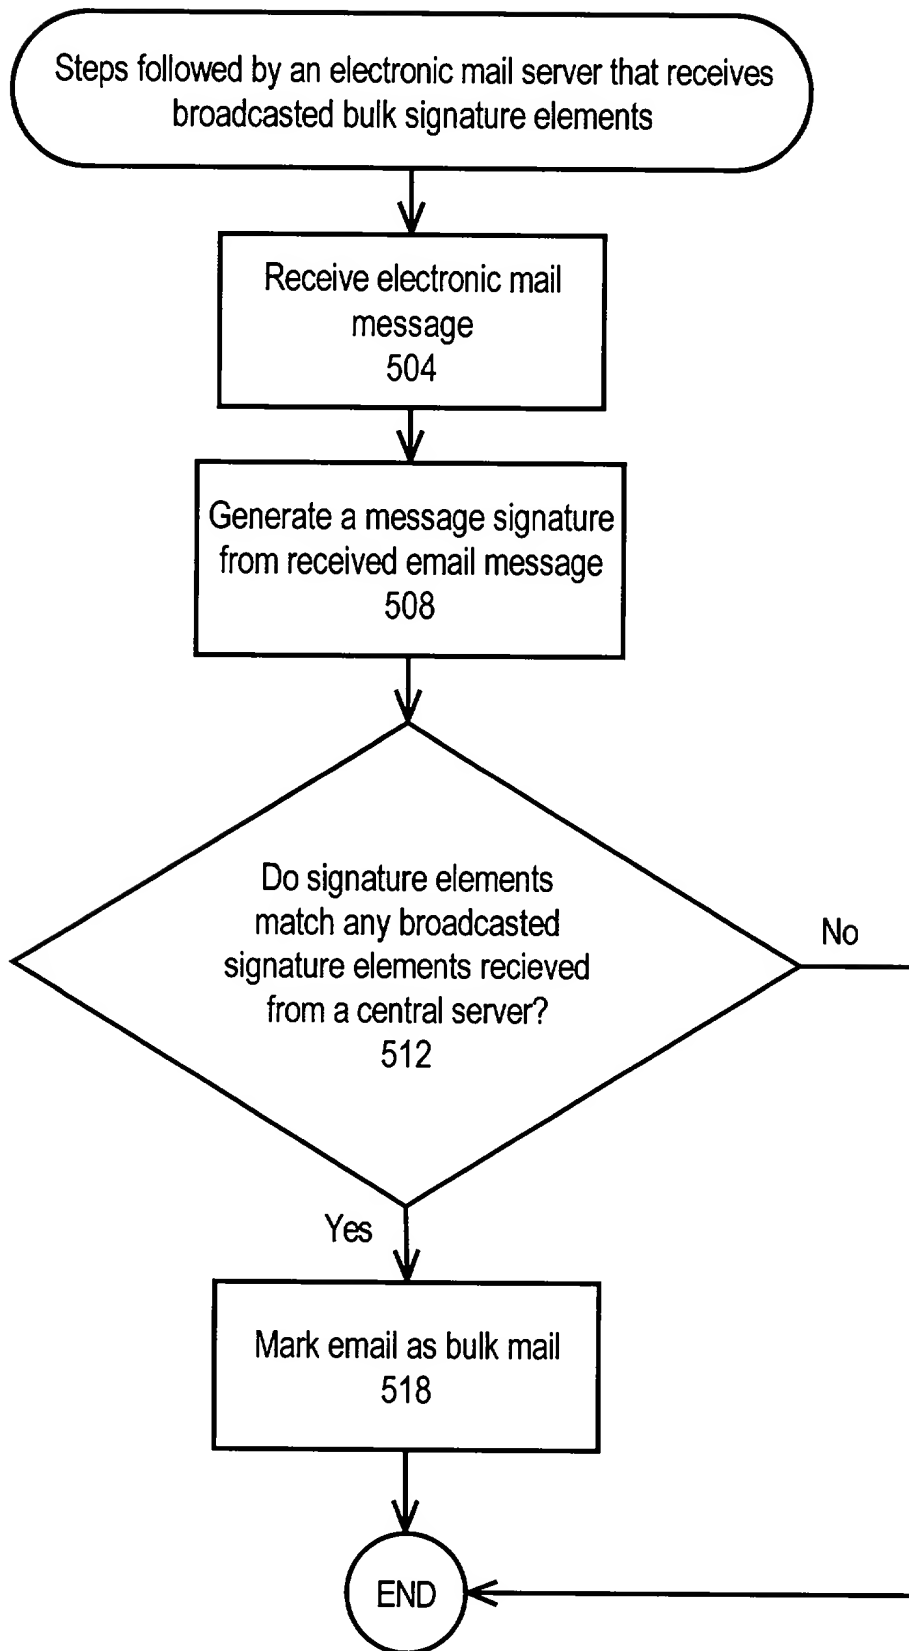 Steps followed by an electronic mail server that receives
broadcasted bulk signature elements
Receive electronic mail
message
504
Generate a message signature
from received email message
508
Do signature elements
match any broadcasted
signature elements recieved
from a central server?
512
No
Yes
Mark email as bulk mail
518
END